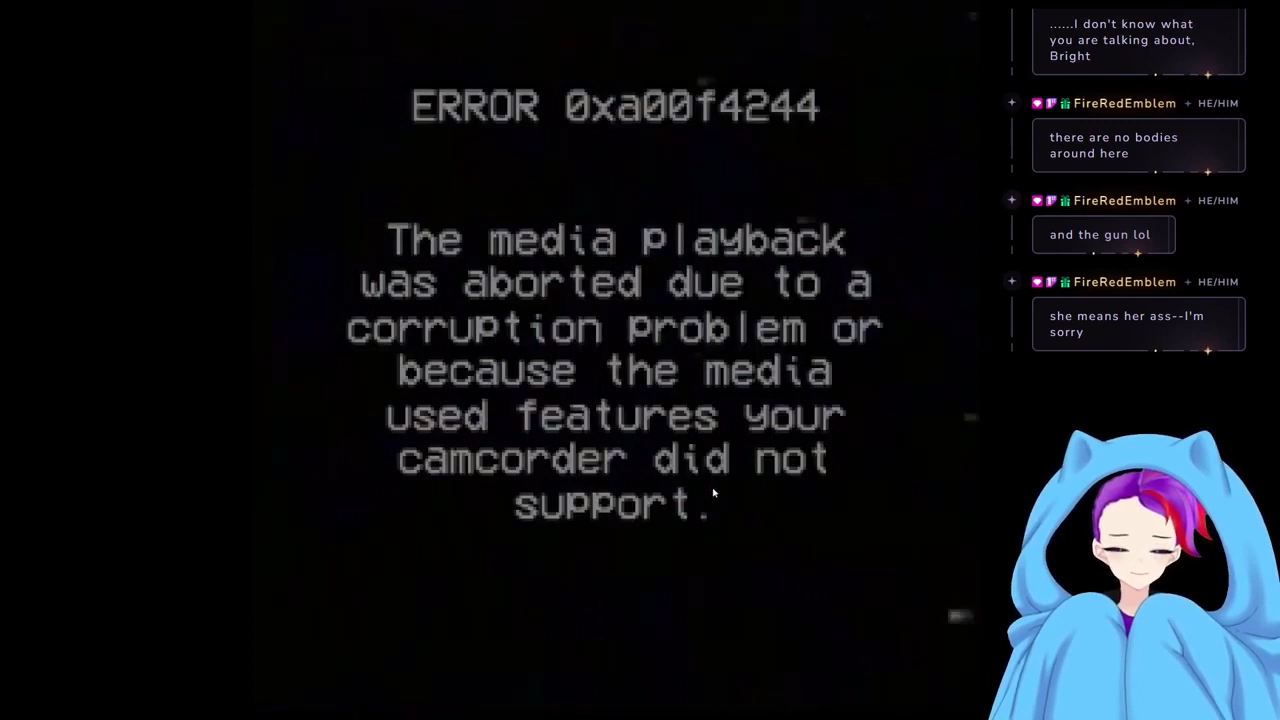 ERROR 0xa00f4244
The media playback
was aborted due to a
corruption problem or
because the media
used features your
camcorder did not
support.
......I don't know what
you are talking about,
Bright
FireRedEmblem + HE/HIM
there are no bodies
around here
FireRedEmblem + HE/HIM
and the gun lol
FireRedEmblem + HE/HIM
she means her ass--I'm
sorry